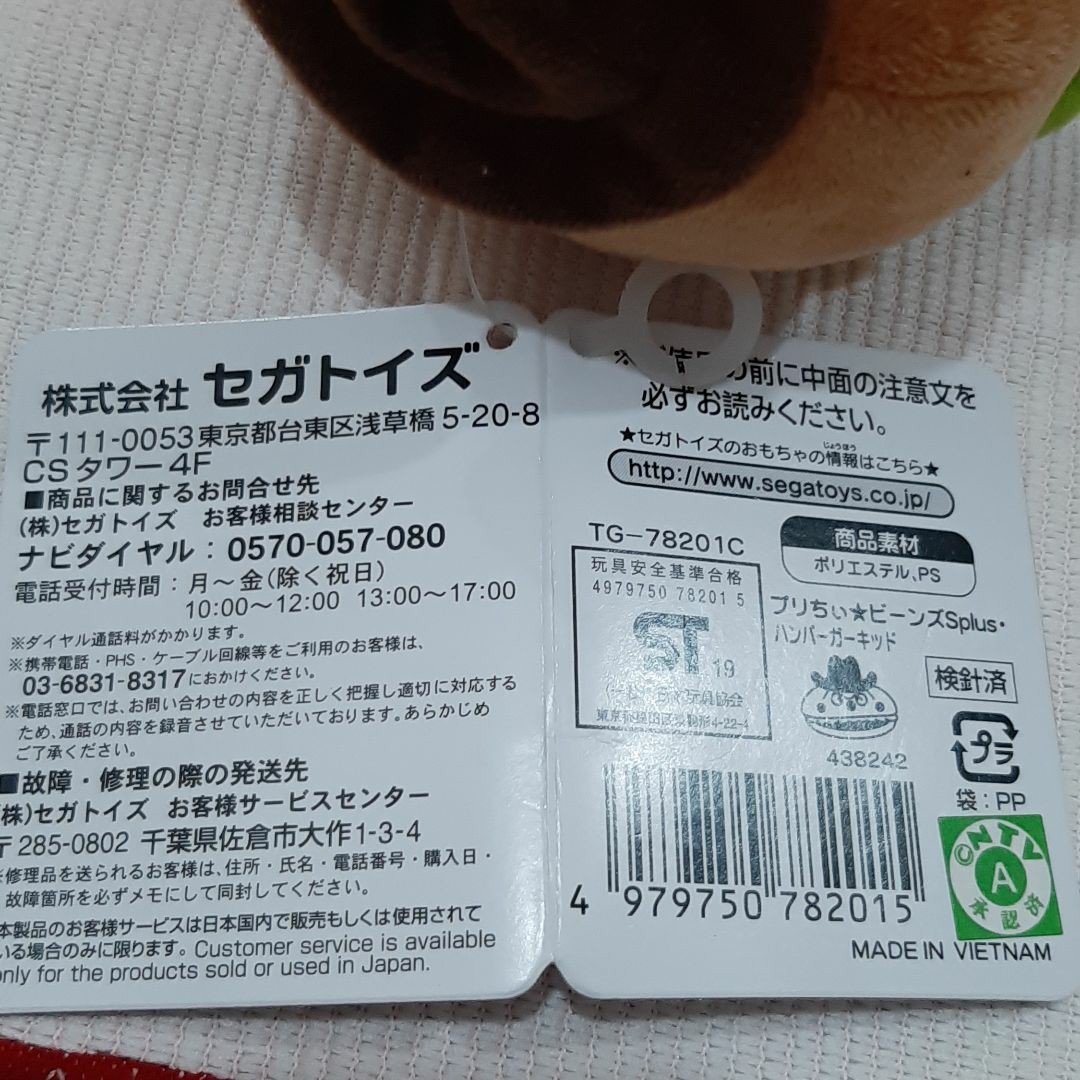 株式会社 セガトイズ
〒111-0053 東京都台東区浅草橋 5-20-8
CSタワー 4F
■商品に関するお問合せ先
(株)セガトイズ お客様相談センター
ナビダイヤル：0570-057-080
電話受付時間：月～金(除く祝日)
10:00～12:00 13:00～17:00
※ダイヤル通話料がかかります。
※携帯電話・PHS・ケーブル回線等をご利用のお客様は、
03-6831-8317におかけください。
※電話窓口では、お問い合わせの内容を正しく把握し適切に対応する
ため、通話の内容を録音させていただいております。あらかじめ
ご了承ください。
■故障・修理の際の発送先
(株)セガトイズ お客様サービスセンター
〒285-0802 千葉県佐倉市大作1-3-4
※修理品を送られるお客様は、住所・氏名・電話番号・購入日・
故障箇所を必ずメモにして同封してください。
本製品のお客様サービスは日本国内で販売もしくは使用されて
いる場合のみに限ります。Customer service is available
only for the products sold or used in Japan.
の前に中面の注意文を
必ずお読みください。
★セガトイズのおもちゃの情報はこちら★
じょうほう
http://www.segatoys.co.jp/
TG-78201C
商品素材
ポリエステル、PS
玩具安全基準合格
4979750 78201 5
ST
19
玩具協会
プリちぃ★ビーンズSplus・
ハンバーガーキッド
検針済
438242
プラ
袋：PP
4 979750 782015
CNTV
A
承認済
MADE IN VIETNAM